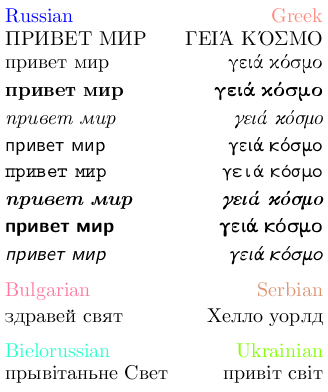 Russian Greek
ПРИВЕТ МИР ΓΕΙΆ ΚΌΣΜΟ
привет мир γειά κόσμο
привет мир γειά κόσμο
привет мир γειά κόσμο
привет мир γειά κόσμο
привет мир γειά κόσμο
привет мир γειά κόσμο
привет мир γειά κόσμο
привет мир γειά κόσμο
Bulgarian Serbian
здравей свят Хелло уорлд
Bielorussian Ukrainian
прывітаньне Свет привіт світ